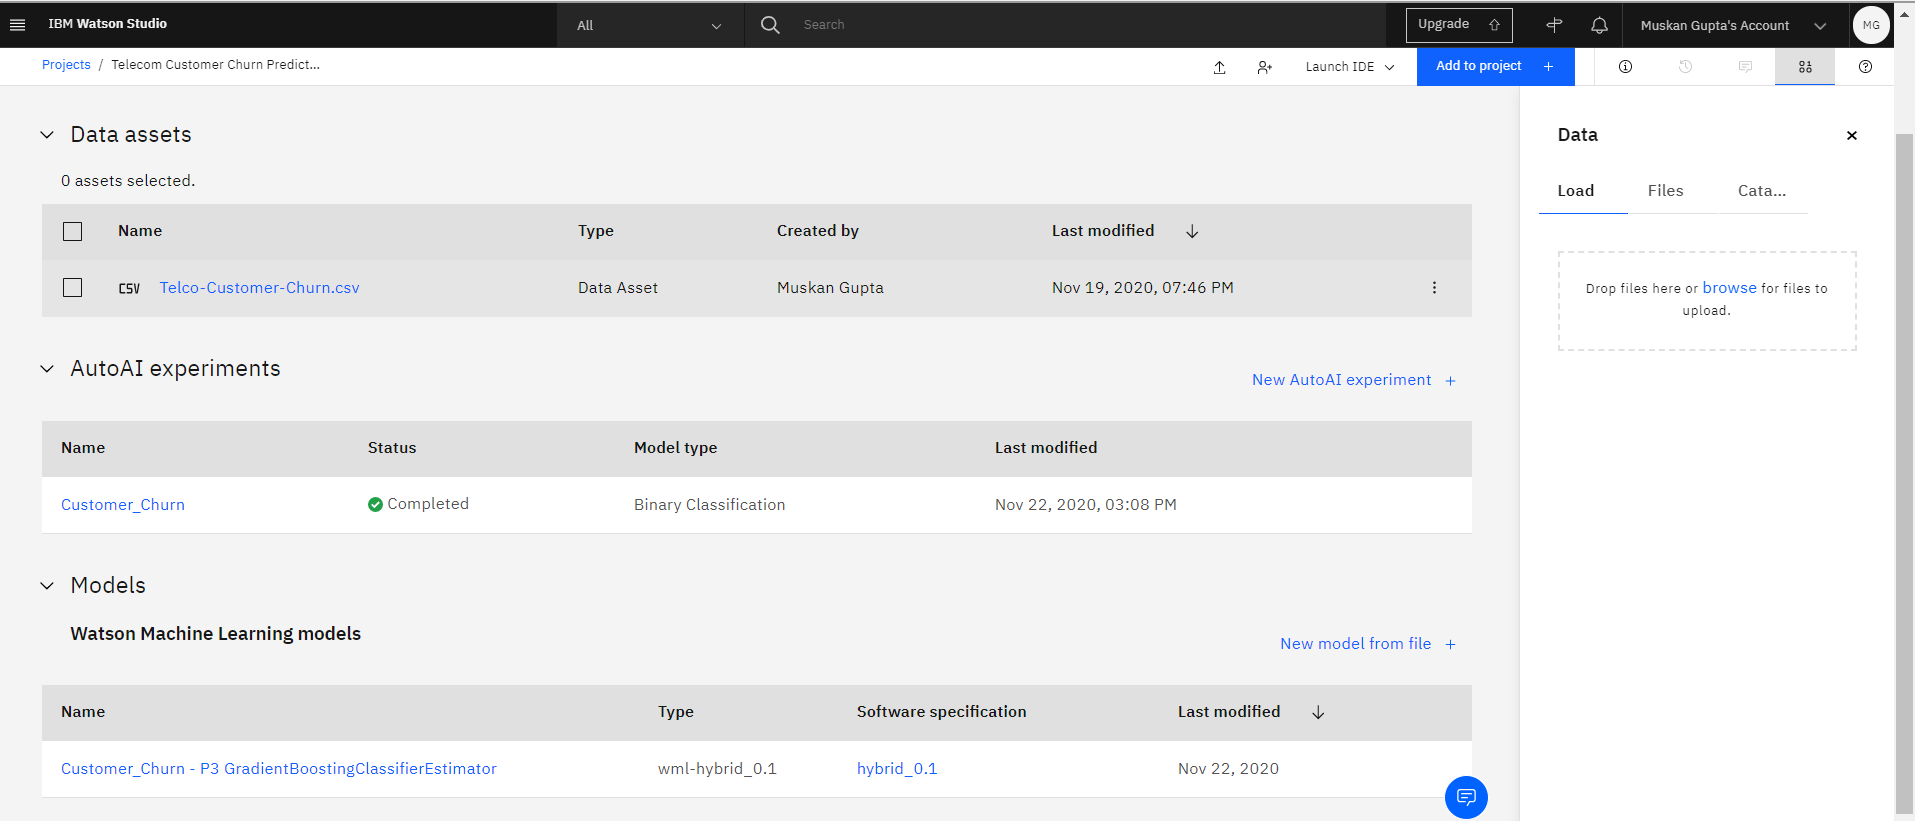 IBM Watson Studio
All
Search
Upgrade
Muskan Gupta's Account
MG
Projects / Telecom Customer Churn Predict...
Launch IDE
Add to project +
Data assets
0 assets selected.
Name Type Created by Last modified
CSV Telco-Customer-Churn.csv Data Asset Muskan Gupta Nov 19, 2020, 07:46 PM
AutoAI experiments
New AutoAI experiment +
Name Status Model type Last modified
Customer_Churn Completed Binary Classification Nov 22, 2020, 03:08 PM
Models
Watson Machine Learning models
New model from file +
Name Type Software specification Last modified
Customer_Churn - P3 GradientBoostingClassifierEstimator wml-hybrid_0.1 hybrid_0.1 Nov 22, 2020
Data
Load Files Cata...
Drop files here or browse for files to
upload.